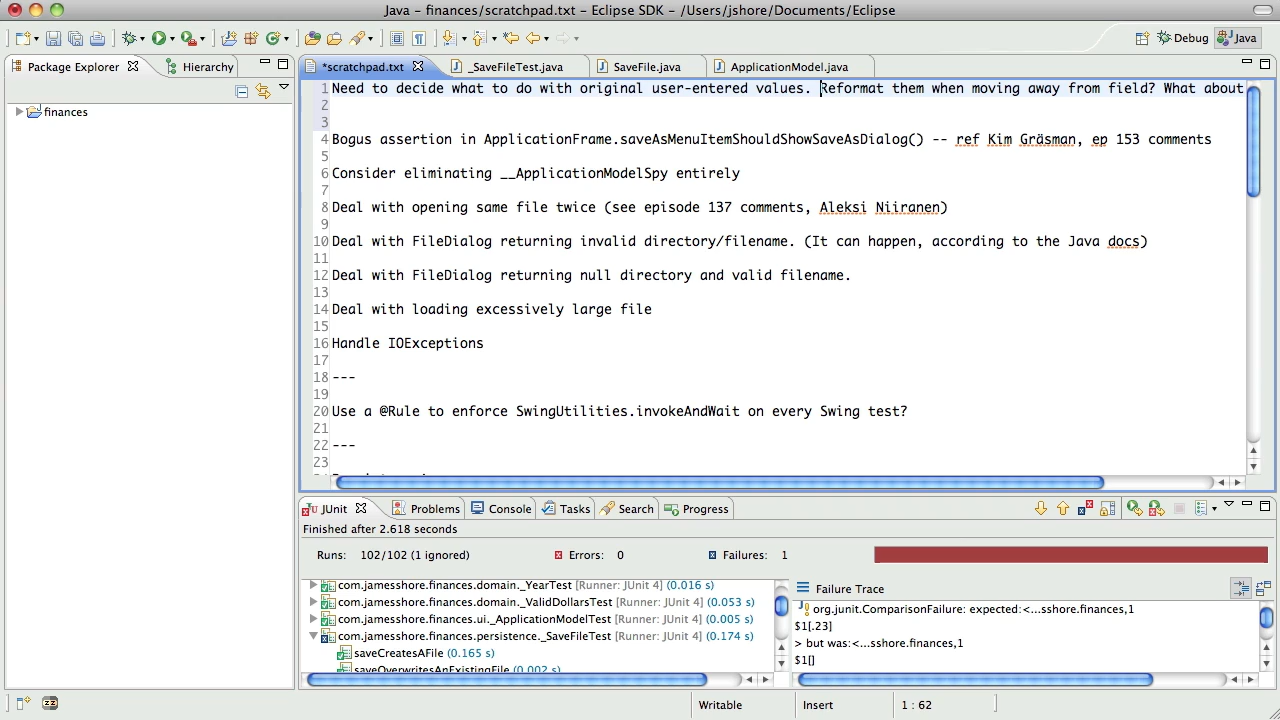 Java - finances/scratchpad.txt - Eclipse SDK - /Users/jshore/Documents/Eclipse
Debug
Java
Package Explorer
Hierarchy
*scratchpad.txt
_SaveFileTest.java
SaveFile.java
ApplicationModel.java
finances
1 Need to decide what to do with original user-entered values. Reformat them when moving away from field? What about
2
3
4 Bogus assertion in ApplicationFrame.saveAsMenuItemShouldShowSaveAsDialog() -- ref Kim Gräsman, ep 153 comments
5
6 Consider eliminating __ApplicationModelSpy entirely
7
8 Deal with opening same file twice (see episode 137 comments, Aleksi Niiranen)
9
10 Deal with FileDialog returning invalid directory/filename. (It can happen, according to the Java docs)
11
12 Deal with FileDialog returning null directory and valid filename.
13
14 Deal with loading excessively large file
15
16 Handle IOExceptions
17
18 ---
19
20 Use a @Rule to enforce SwingUtilities.invokeAndWait on every Swing test?
21
22 ---
23
JUnit
Problems
Console
Tasks
Search
Progress
Finished after 2.618 seconds
Runs: 102/102 (1 ignored)
Errors: 0
Failures: 1
com.jamesshore.finances.domain._YearTest [Runner: JUnit 4] (0.016 s)
com.jamesshore.finances.domain._ValidDollarsTest [Runner: JUnit 4] (0.053 s)
com.jamesshore.finances.ui._ApplicationModelTest [Runner: JUnit 4] (0.005 s)
com.jamesshore.finances.persistence._SaveFileTest [Runner: JUnit 4] (0.174 s)
saveCreatesAFile (0.165 s)
saveOverwritesAnExistingFile (0.002 s)
Failure Trace
org.junit.ComparisonFailure: expected:<...sshore.finances,1
$1[.23]
> but was:<...sshore.finances,1
$1[]
Writable
Insert
1 : 62